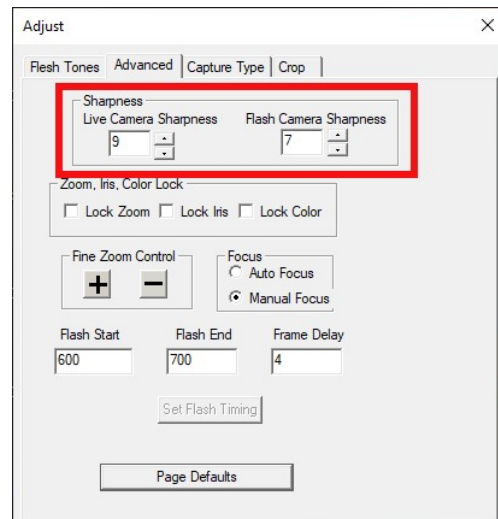 Adjust
Flesh Tones Advanced Capture Type Crop
Sharpness
Live Camera Sharpness Flash Camera Sharpness
9 7
Zoom, Iris, Color Lock
Lock Zoom Lock Iris Lock Color
Fine Zoom Control Focus
Auto Focus
+ − Manual Focus
Flash Start Flash End Frame Delay
600 700 4
Set Flash Timing
Page Defaults